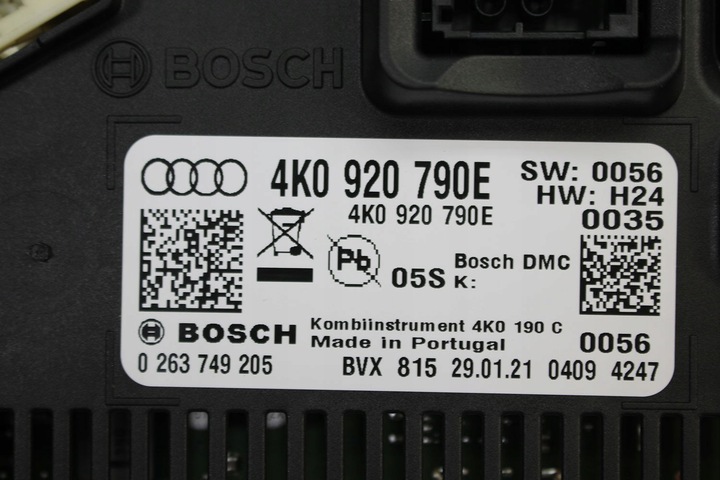 BOSCH
4K0 920 790E
SW: 0056
HW: H24
4K0 920 790E
0035
Pb
05S
Bosch DMC
K:
BOSCH
Kombiinstrument 4K0 190 C
Made in Portugal
0056
0 263 749 205
BVX 815 29.01.21 0409 4247